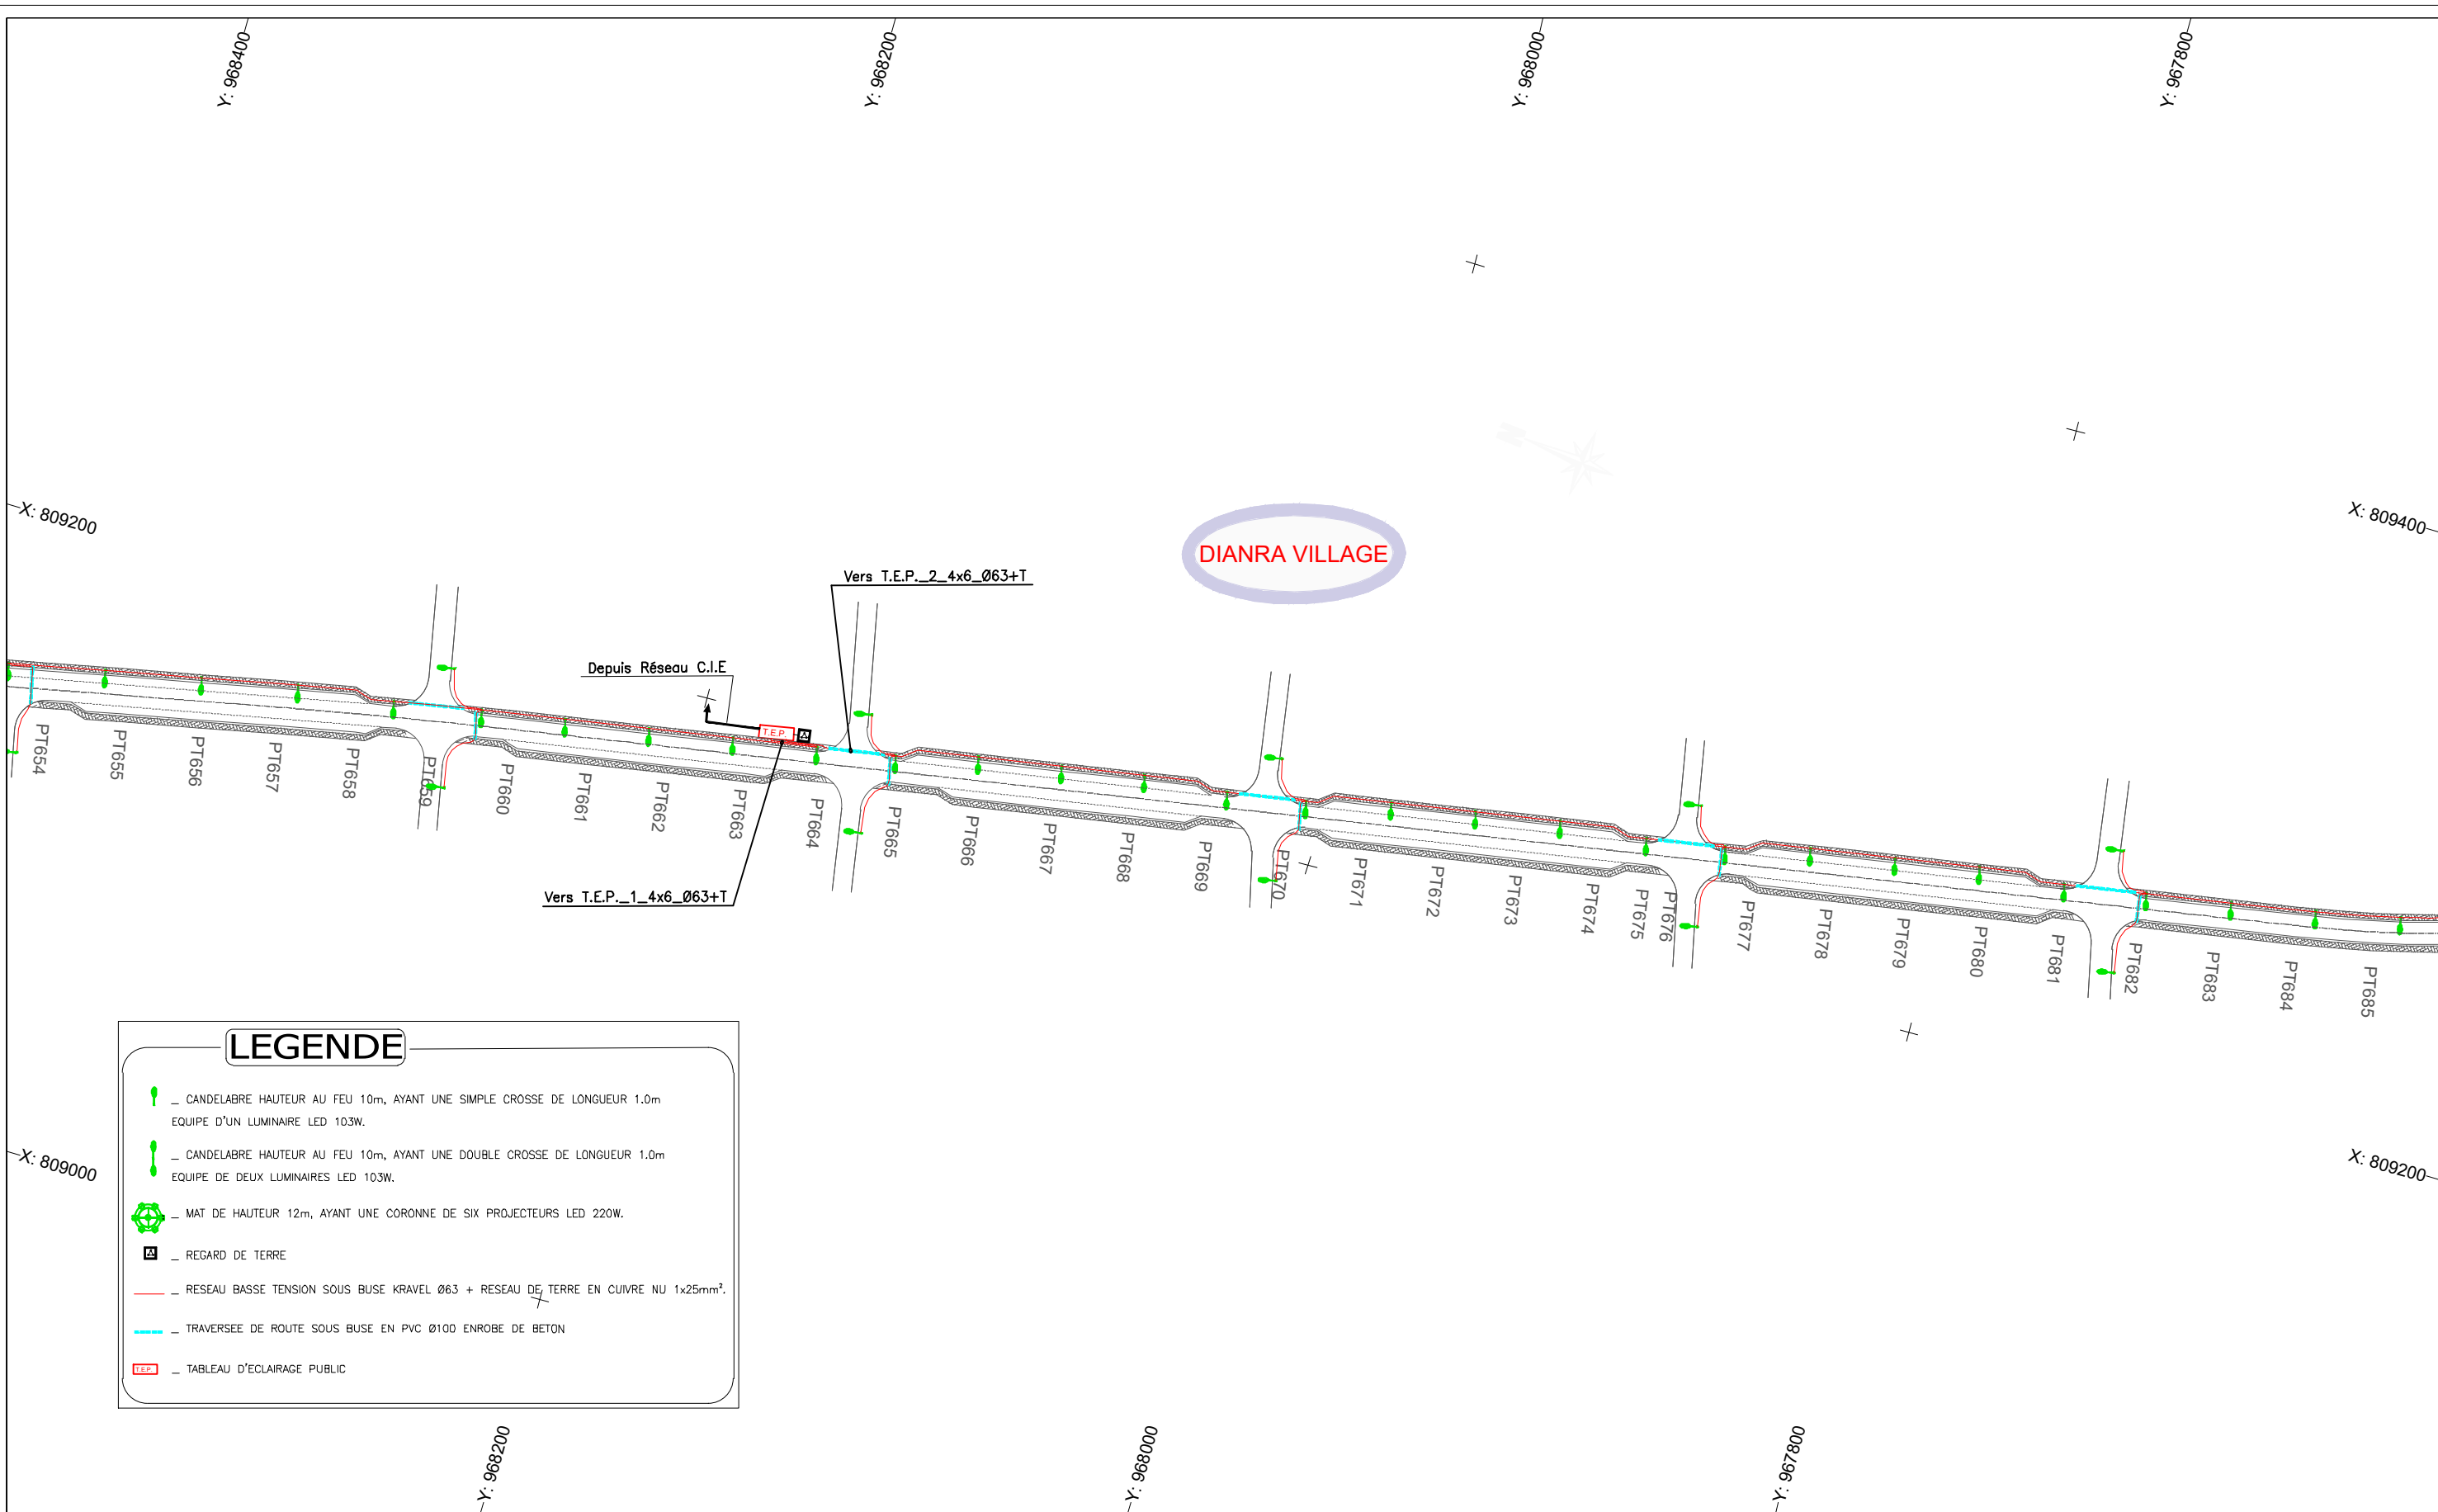 Y: 968400
Y: 968200
Y: 968000
Y: 967800
X: 809200
X: 809400
N
DIANRA VILLAGE
Vers T.E.P._2_4x6_Ø63+T
Depuis Réseau C.I.E
T.E.P.
Vers T.E.P._1_4x6_Ø63+T
PT654
PT655
PT656
PT657
PT658
PT659
PT660
PT661
PT662
PT663
PT664
PT665
PT666
PT667
PT668
PT669
PT670
PT671
PT672
PT673
PT674
PT675
PT676
PT677
PT678
PT679
PT680
PT681
PT682
PT683
PT684
PT685
LEGENDE
_ CANDELABRE HAUTEUR AU FEU 10m, AYANT UNE SIMPLE CROSSE DE LONGUEUR 1.0m
EQUIPE D'UN LUMINAIRE LED 103W.
_ CANDELABRE HAUTEUR AU FEU 10m, AYANT UNE DOUBLE CROSSE DE LONGUEUR 1.0m
EQUIPE DE DEUX LUMINAIRES LED 103W.
_ MAT DE HAUTEUR 12m, AYANT UNE CORONNE DE SIX PROJECTEURS LED 220W.
_ REGARD DE TERRE
_ RESEAU BASSE TENSION SOUS BUSE KRAVEL Ø63 + RESEAU DE TERRE EN CUIVRE NU 1x25mm².
_ TRAVERSEE DE ROUTE SOUS BUSE EN PVC Ø100 ENROBE DE BETON
T.E.P. _ TABLEAU D'ECLAIRAGE PUBLIC
X: 809000
X: 809200
Y: 968200
Y: 968000
Y: 967800